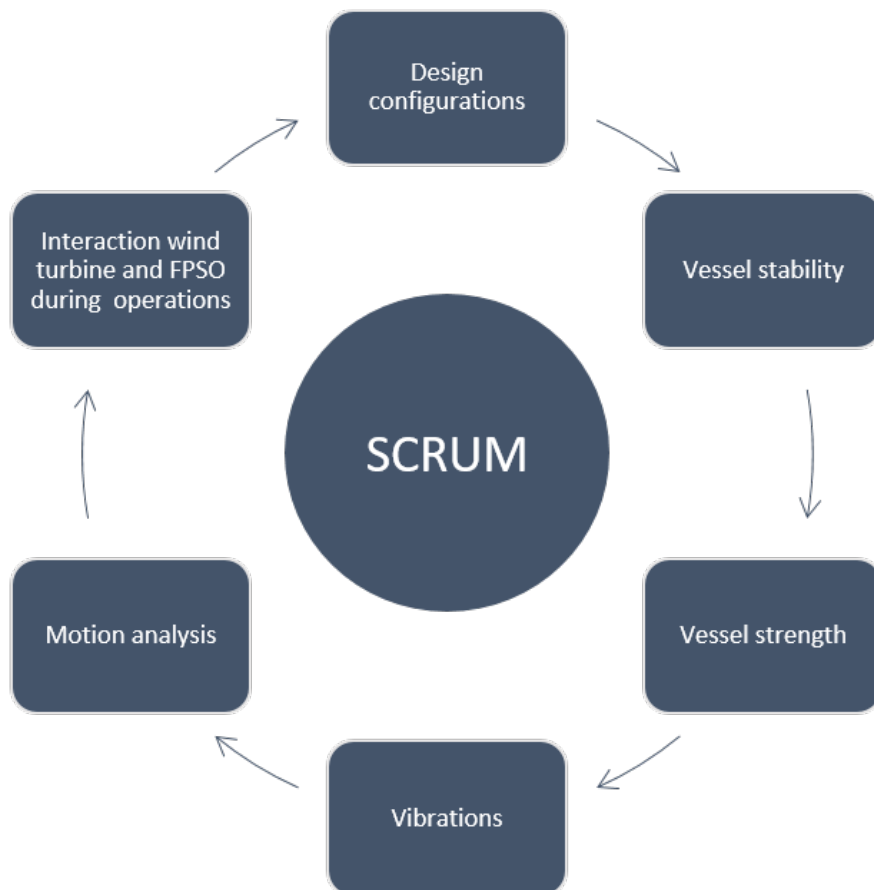 Design
configurations
Vessel stability
Vessel strength
Vibrations
Motion analysis
Interaction wind
turbine and FPSO
during operations
SCRUM